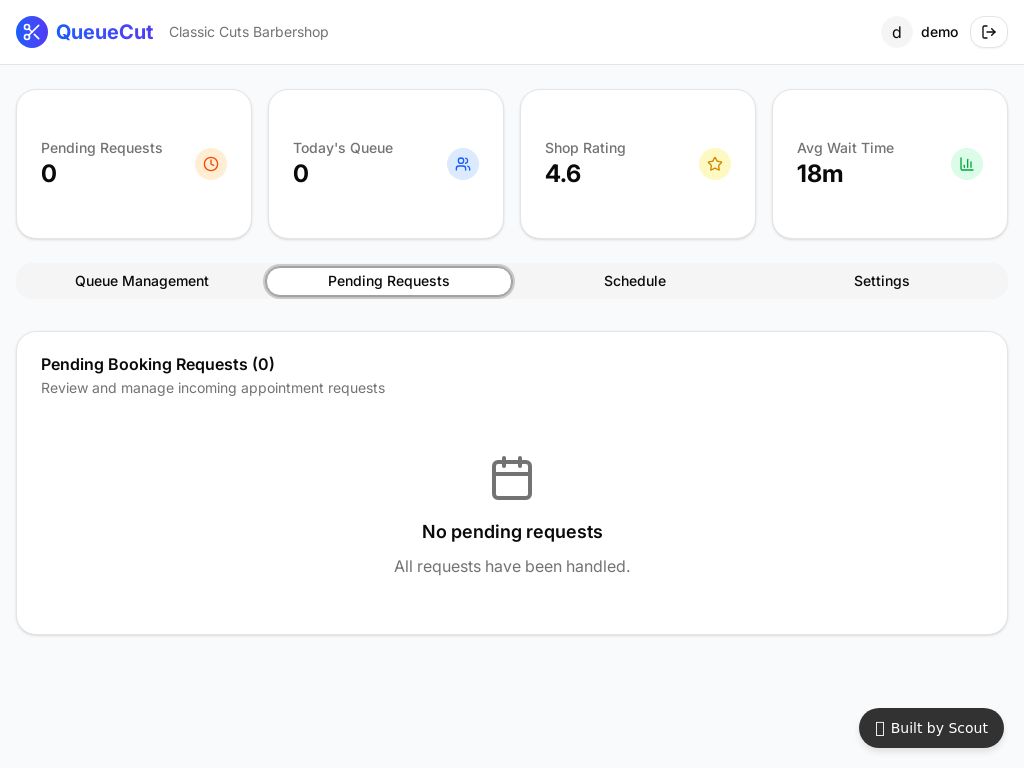 QueueCut Classic Cuts Barbershop d demo
Pending Requests
0
Today's Queue
0
Shop Rating
4.6
Avg Wait Time
18m
Queue Management Pending Requests Schedule Settings
Pending Booking Requests (0)
Review and manage incoming appointment requests
No pending requests
All requests have been handled.
Built by Scout